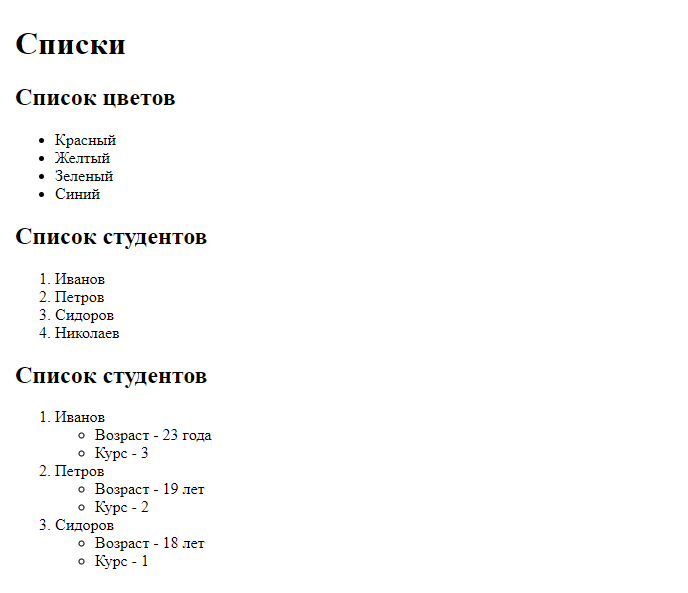 Списки
Список цветов
• Красный
• Желтый
• Зеленый
• Синий
Список студентов
1. Иванов
2. Петров
3. Сидоров
4. Николаев
Список студентов
1. Иванов
○ Возраст - 23 года
○ Курс - 3
2. Петров
○ Возраст - 19 лет
○ Курс - 2
3. Сидоров
○ Возраст - 18 лет
○ Курс - 1